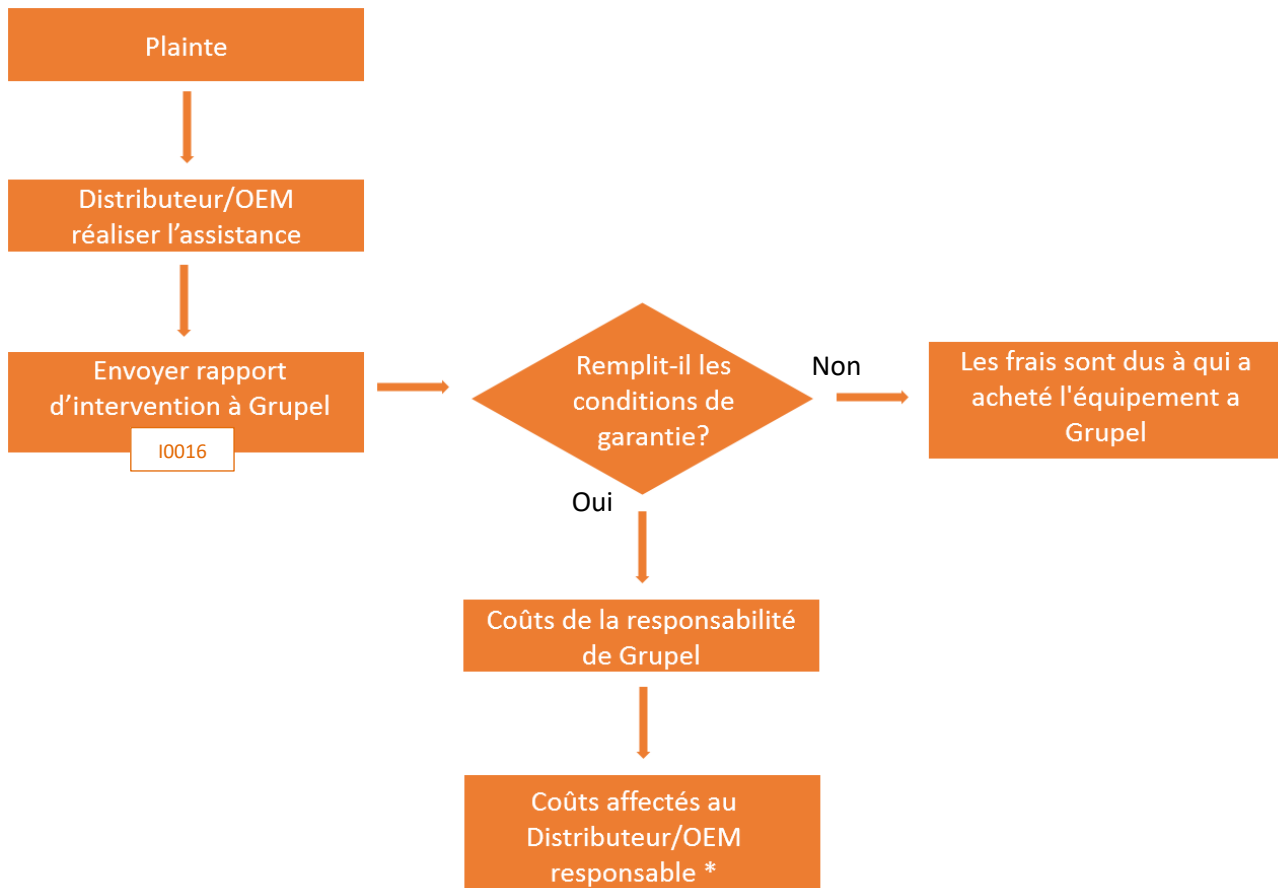 Plainte
Distributeur/OEM
réaliser l’assistance
Envoyer rapport
d’intervention à Grupel
I0016
Remplit-il les
conditions de
garantie?
Non
Les frais sont dus à qui a
acheté l'équipement a
Grupel
Oui
Coûts de la responsabilité
de Grupel
Coûts affectés au
Distributeur/OEM
responsable *